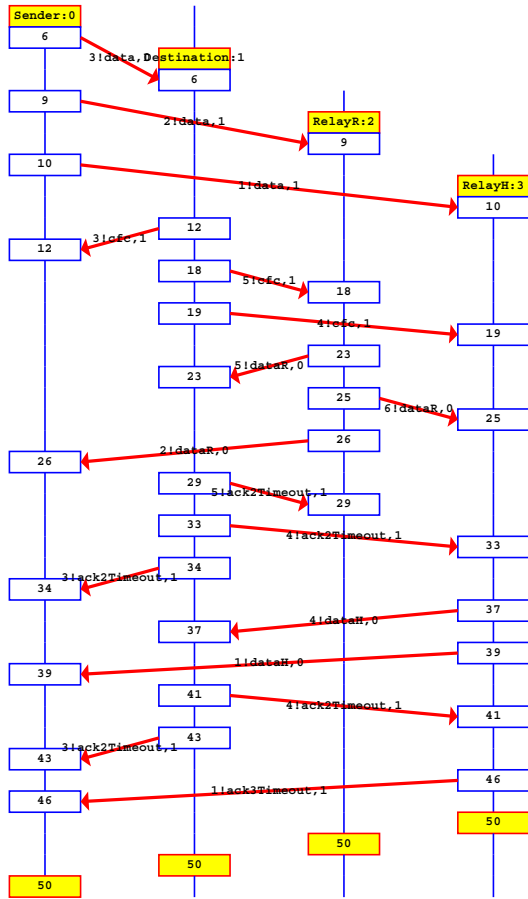 Sender:0
6
3!data,
Destination:1
6
9
2!data,1
RelayR:2
9
10
1!data,1
RelayH:3
10
12
3!cfc,1
12
18
5!cfc,1
18
19
4!cfc,1
19
23
5!dataR,0
23
25
6!dataR,0
25
26
2!dataR,0
26
29
5!ack2Timeout,1
29
33
4!ack2Timeout,1
33
34
3!ack2Timeout,1
34
37
4!dataH,0
37
39
1!dataH,0
39
41
4!ack2Timeout,1
41
43
3!ack2Timeout,1
43
46
1!ack3Timeout,1
46
50
50
50
50